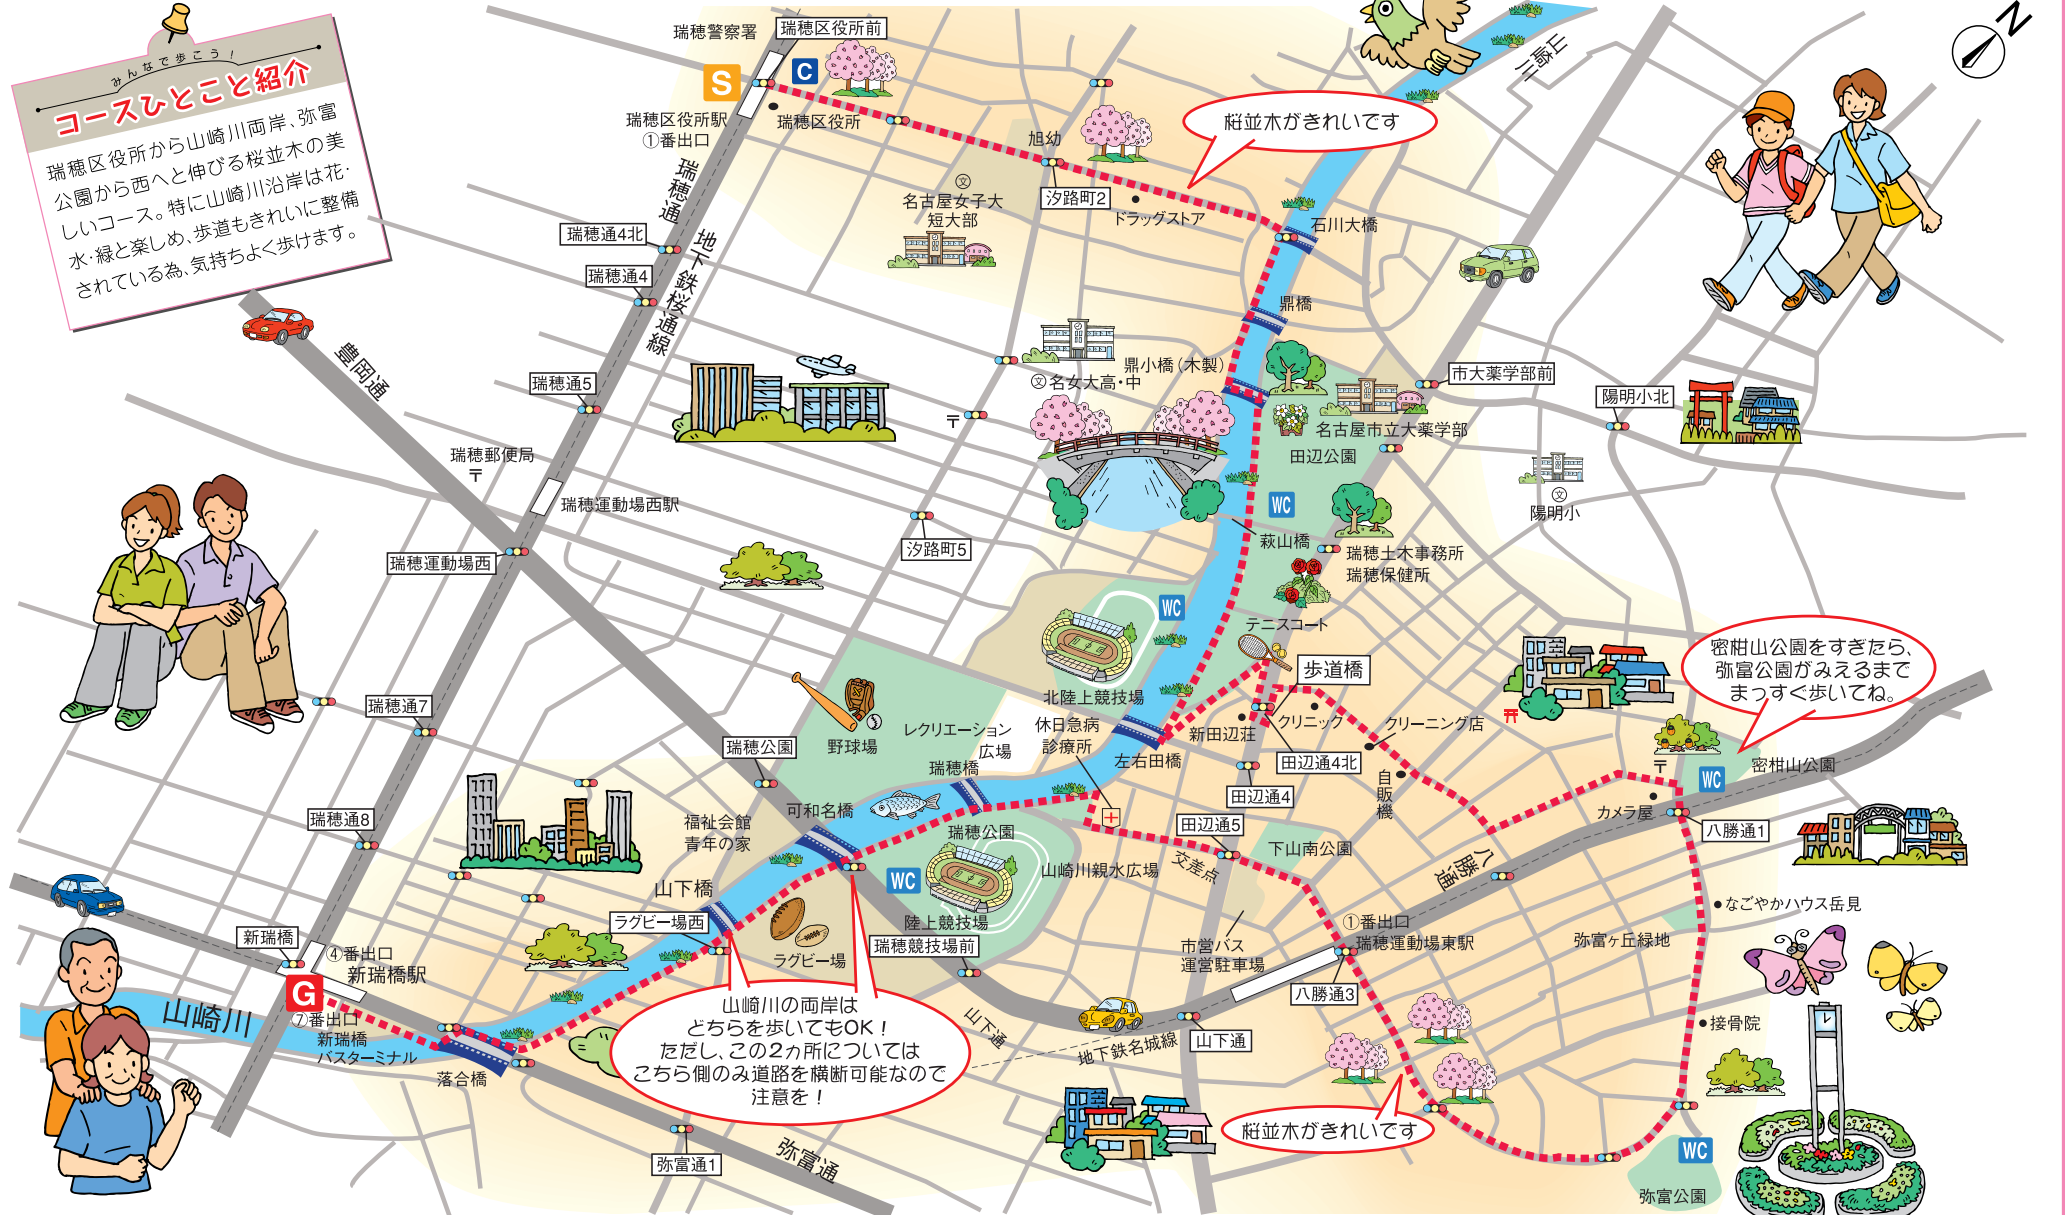 みんなで歩こう！
コースひとこと紹介
瑞穂区役所から山崎川両岸、弥富
公園から西へと伸びる桜並木の美
しいコース。特に山崎川沿岸は花・
水・緑と楽しめ、歩道もきれいに整備
されている為、気持ちよく歩けます。
瑞穂警察署
瑞穂区役所前
S
C
瑞穂区役所駅
①番出口
瑞穂区役所
旭幼
桜並木がきれいです
山崎川
N
瑞穂通
地下鉄桜通線
文
名古屋女子大
短大部
汐路町2
ドラッグストア
石川大橋
瑞穂通4北
瑞穂通4
鼎橋
豊岡通
瑞穂通5
鼎小橋（木製）
文名女大高・中
〒
市大薬学部前
陽明小北
名古屋市立大薬学部
田辺公園
瑞穂郵便局
〒
瑞穂運動場西駅
WC
文
陽明小
萩山橋
瑞穂運動場西
汐路町5
瑞穂土木事務所
瑞穂保健所
WC
テニスコート
歩道橋
密柑山公園をすぎたら、
弥富公園がみえるまで
まっすぐ歩いてね。
北陸上競技場
瑞穂通7
野球場
レクリエーション
広場
休日急病
診療所
新田辺荘
クリニック
クリーニング店
瑞穂公園
瑞穂橋
左右田橋
田辺通4北
自販機
〒
WC
密柑山公園
田辺通4
カメラ屋
瑞穂通8
福祉会館
青年の家
可和名橋
瑞穂公園
田辺通5
八勝通1
交差点
下山南公園
八勝通
山下橋
WC
山崎川親水広場
ラグビー場西
陸上競技場
なごやかハウス岳見
新瑞橋
④番出口
新瑞橋駅
ラグビー場
瑞穂競技場前
市営バス
運営駐車場
①番出口
瑞穂運動場東駅
弥富ヶ丘緑地
八勝通3
G
山崎川
⑦番出口
新瑞橋
バスターミナル
落合橋
山崎川の両岸は
どちらを歩いてもOK！
ただし、この2カ所については
こちら側のみ道路を横断可能なので
注意を！
山下通
地下鉄名城線
山下通
接骨院
桜並木がきれいです
弥富通1
弥富通
WC
弥富公園